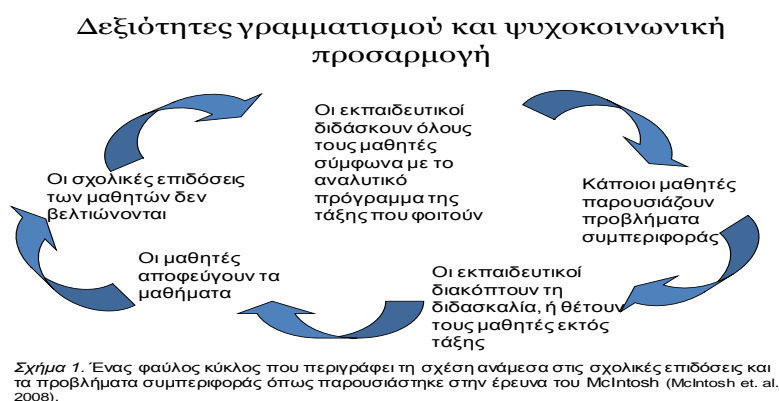 Δεξιότητες γραμματισμού και ψυχοκοινωνική
προσαρμογή
Οι εκπαιδευτικοί
διδάσκουν όλους
τους μαθητές
σύμφωνα με το
αναλυτικό
πρόγραμμα της
τάξης που φοιτούν
Κάποιοι μαθητές
παρουσιάζουν
προβλήματα
συμπεριφοράς
Οι εκπαιδευτικοί
διακόπτουν τη
διδασκαλία, ή θέτουν
τους μαθητές εκτός
τάξης
Οι μαθητές
αποφεύγουν τα
μαθήματα
Οι σχολικές επιδόσεις
των μαθητών δεν
βελτιώνονται
Σχήμα 1. Ένας φαύλος κύκλος που περιγράφει τη σχέση ανάμεσα στις σχολικές επιδόσεις και
τα προβλήματα συμπεριφοράς όπως παρουσιάστηκε στην έρευνα του McIntosh (McIntosh et. al.
2008).